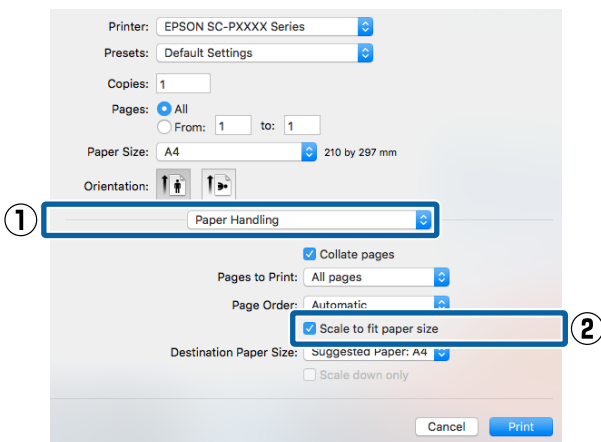 Printer: EPSON SC-PXXXX Series
Presets: Default Settings
Copies: 1
Pages: All
From: 1 to: 1
Paper Size: A4 210 by 297 mm
Orientation:
1 Paper Handling
Collate pages
Pages to Print: All pages
Page Order: Automatic
Scale to fit paper size 2
Destination Paper Size: Suggested Paper: A4
Scale down only
Cancel Print